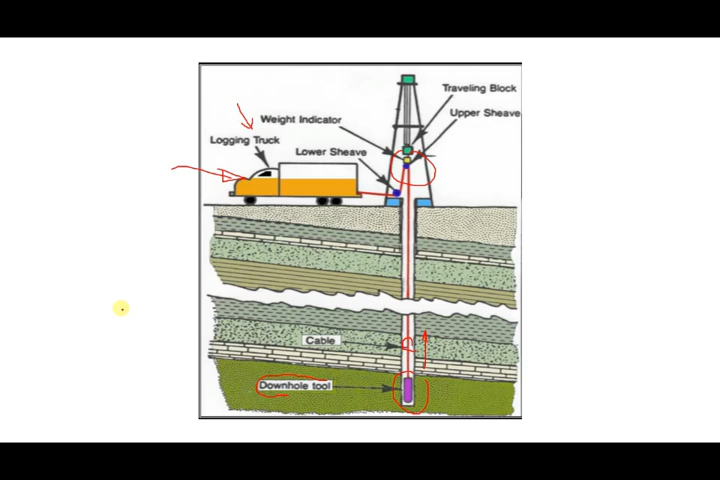 Traveling Block
Upper Sheave
Weight Indicator
Logging Truck
Lower Sheave
Cable
Downhole tool